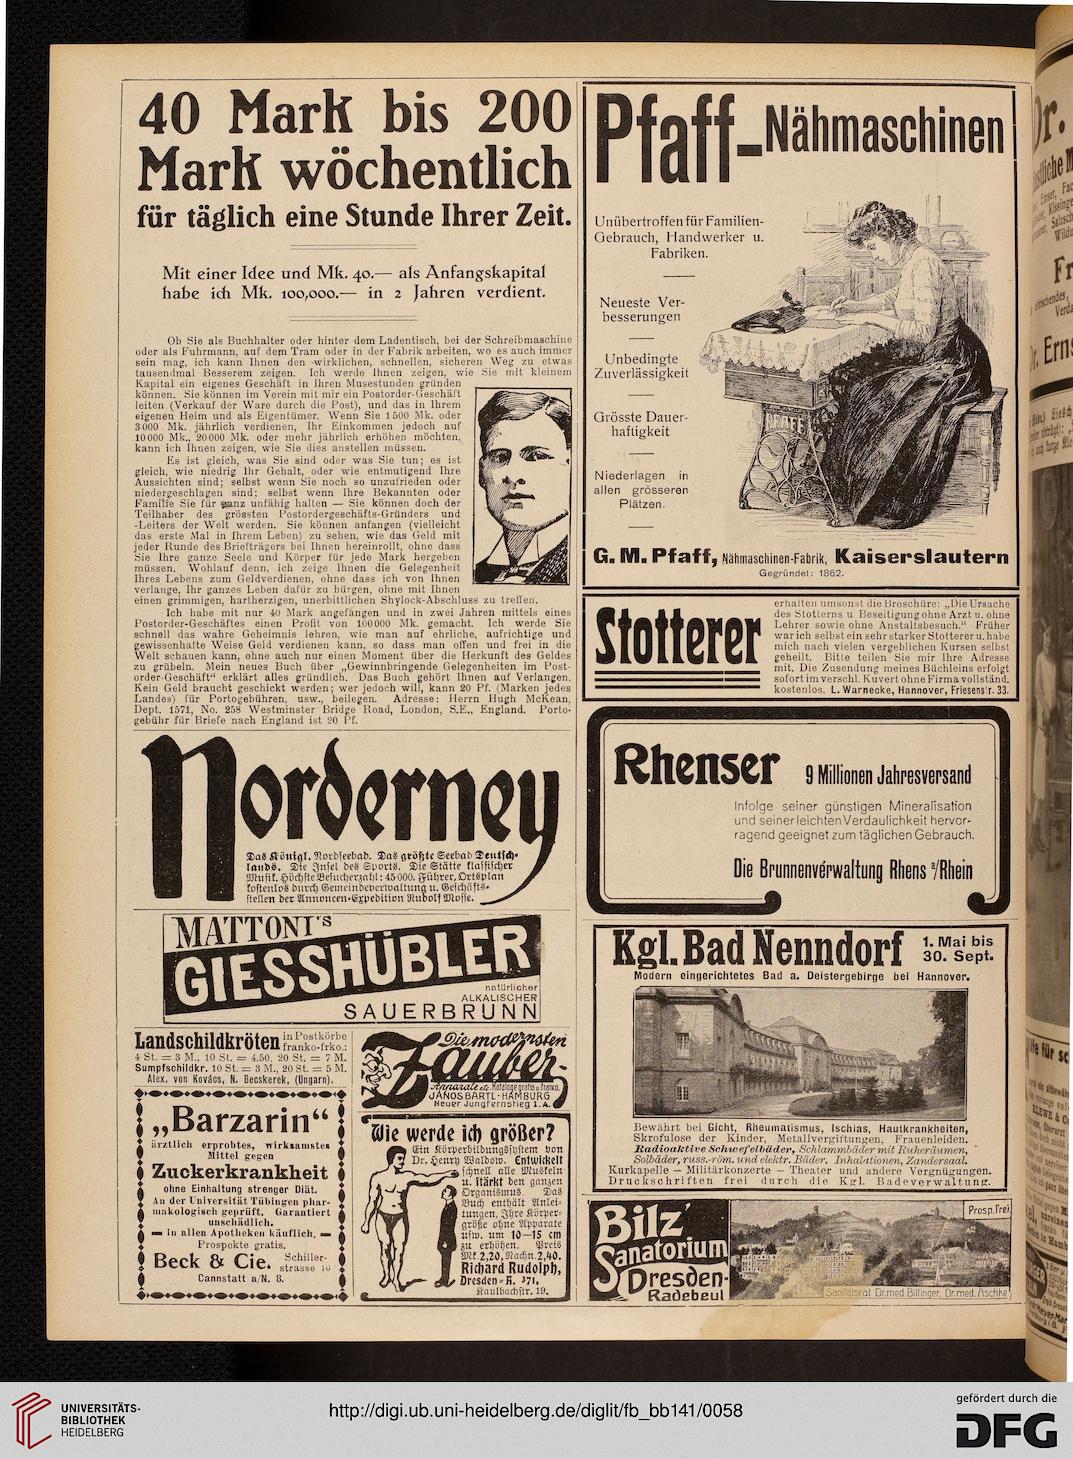 40 Mark bis 200
Mark wöchentlich
für täglich eine Stunde Ihrer Zeit.
Mit einer Idee und Mk. 40.— als Anfangskapital
habe ich Mk. 100,000.— in 2 Jahren verdient.
Ob Sie als Buchhalter oder hinter dem Ladentisch, bei der Schreibmaschine
oder als Fuhrmann, auf dem Tram oder in der Fabrik arbeiten, wo es auch immer
sein mag, ich kann Ihnen den wirklichen, schnellen, sicheren Weg zu etwas
tausendmal Besserem zeigen. Ich werde Ihnen zeigen, wie Sie mit kleinem
Kapital ein eigenes Geschäft in Ihren Musestunden gründen
können. Sie können im Verein mit mir ein Postorder-Geschäft
leiten (Verkauf der Ware durch die Post), und das in Ihrem
eigenen Heim und als Eigentümer. Wenn Sie 1500 Mk. oder
3000 Mk. jährlich verdienen, Ihr Einkommen jedoch auf
10000 Mk., 20000 Mk. oder mehr jährlich erhöhen möchten,
kann ich Ihnen zeigen, wie Sie dies anstellen müssen.
Es ist gleich, was Sie sind oder was Sie tun; es ist
gleich, wie niedrig Ihr Gehalt, oder wie entmutigend Ihre
Aussichten sind; selbst wenn Sie noch so unzufrieden oder
niedergeschlagen sind; selbst wenn Ihre Bekannten oder
Familie Sie für ganz unfähig halten — Sie können doch der
Teilhaber des grössten Postordergeschäfts-Gründers und
-Leiters der Welt werden. Sie können anfangen (vielleicht
das erste Mal in Ihrem Leben) zu sehen, wie das Geld mit
jeder Runde des Briefträgers bei Ihnen hereinrollt, ohne dass
Sie Ihre ganze Seele und Körper für jede Mark hergeben
müssen. Wohlauf denn, ich zeige Ihnen die Gelegenheit
Ihres Lebens zum Geldverdienen, ohne dass ich von Ihnen
verlange, Ihr ganzes Leben dafür zu bürgen, ohne mit Ihnen
einen grimmigen, hartherzigen, unerbittlichen Shylock-Abschluss zu treffen.
Ich habe mit nur 40 Mark angefangen und in zwei Jahren mittels eines
Postorder-Geschäftes einen Profit von 100000 Mk. gemacht. Ich werde Sie
schnell das wahre Geheimnis lehren, wie man auf ehrliche, aufrichtige und
gewissenhafte Weise Geld verdienen kann, so dass man offen und frei in die
Welt schauen kann, ohne auch nur einen Moment über die Herkunft des Geldes
zu grübeln. Mein neues Buch über „Gewinnbringende Gelegenheiten im Post-
order-Geschäft" erklärt alles gründlich. Das Buch gehört Ihnen auf Verlangen.
Kein Geld braucht geschickt werden; wer jedoch will, kann 20 Pf. (Marken jedes
Landes) für Portogebühren, usw., beilegen. Adresse: Herrn Hugh McKean,
Dept. 1571, No. 258 Westminster Bridge Road, London, S.E., England. Porto-
gebühr für Briefe nach England ist 20 Pf.
Norderney
Das Königl. Nordseebad. Das größte Seebad Deutsch-
lands. Die Insel des Sports. Die Stätte klassischer
Musik. Höchste Besucherzahl: 45000. Führer, Ortsplan
kostenlos durch Gemeindeverwaltung u. Geschäfts-
stellen der Annoncen-Expedition Rudolf Mosse.
MATTONI'S
GIESSHÜBLER
natürlicher
ALKALISCHER
SAUERBRUNN
Landschildkröten in Postkörbe
franko-frko.:
4 St. = 3 M., 10 St. = 4.50, 20 St. = 7 M.
Sumpfschildkr. 10 St. = 3 M., 20 St. = 5 M.
Alex. von Kovács, N. Becskerek, (Ungarn).
„Barzarin"
ärztlich erprobtes, wirksamstes
Mittel gegen
Zuckerkrankheit
ohne Einhaltung strenger Diät.
An der Universität Tübingen phar-
makologisch geprüft. Garantiert
unschädlich.
— In allen Apotheken käuflich. —
Prospekte gratis.
Beck & Cie. Schiller-
strasse 16
Cannstatt a/N. 8.
Die modernsten
Zauber-
Apparate etc. Kataloge gratis u. franco.
JANOS BARTL · HAMBURG
Neuer Jungfernstieg 1. A.
Wie werde ich größer?
Ein Körperbildungssystem von
Dr. Henry Waldow. Entwickelt
schnell alle Muskeln
u. stärkt den ganzen
Organismus. Das
Buch enthält Anlei-
tungen, Ihre Körper-
größe ohne Apparate
usw. um 10—15 cm
zu erhöhen. Preis
Mk. 2,20, Nachn. 2,40.
Richard Rudolph,
Dresden-A. 371,
Kaulbachstr. 19.
Pfaff-Nähmaschinen
Unübertroffen für Familien-
Gebrauch, Handwerker u.
Fabriken.
Neueste Ver-
besserungen
Unbedingte
Zuverlässigkeit
Grösste Dauer-
haftigkeit
Niederlagen in
allen grösseren
Plätzen.
PFAFF
G. M. Pfaff, Nähmaschinen-Fabrik, Kaiserslautern
Gegründet: 1862.
Stotterer
erhalten umsonst die Broschüre: „Die Ursache
des Stotterns u. Beseitigung ohne Arzt u. ohne
Lehrer sowie ohne Anstaltsbesuch." Früher
war ich selbst ein sehr starker Stotterer u. habe
mich nach vielen vergeblichen Kursen selbst
geheilt. Bitte teilen Sie mir Ihre Adresse
mit. Die Zusendung meines Büchleins erfolgt
sofort im verschl. Kuvert ohne Firma vollständ.
kostenlos. L. Warnecke, Hannover, Friesenstr. 33.
Rhenser 9 Millionen Jahresversand
Infolge seiner günstigen Mineralisation
und seiner leichten Verdaulichkeit hervor-
ragend geeignet zum täglichen Gebrauch.
Die Brunnenverwaltung Rhens a/Rhein
Kgl. Bad Nenndorf 1. Mai bis
30. Sept.
Modern eingerichtetes Bad a. Deistergebirge bei Hannover.
Bewährt bei Gicht, Rheumatismus, Ischias, Hautkrankheiten,
Skrofulose der Kinder, Metallvergiftungen, Frauenleiden.
Radioaktive Schwefelbäder, Schlammbäder mit Ruheräumen,
Solbäder, russ.-röm. und elektr. Bäder. Inhalationen, Zandersaal.
Kurkapelle — Militärkonzerte — Theater und andere Vergnügungen.
Druckschriften frei durch die Kgl. Badeverwaltung.
Bilz'
Sanatorium
Dresden-
Radebeul
Prosp. frei.
Sanitätsrat Dr. med. Bilfinger, Dr. med. Aschke
UNIVERSITÄTS-
BIBLIOTHEK
HEIDELBERG
http://digi.ub.uni-heidelberg.de/diglit/fb_bb141/0058
gefördert durch die
DFG